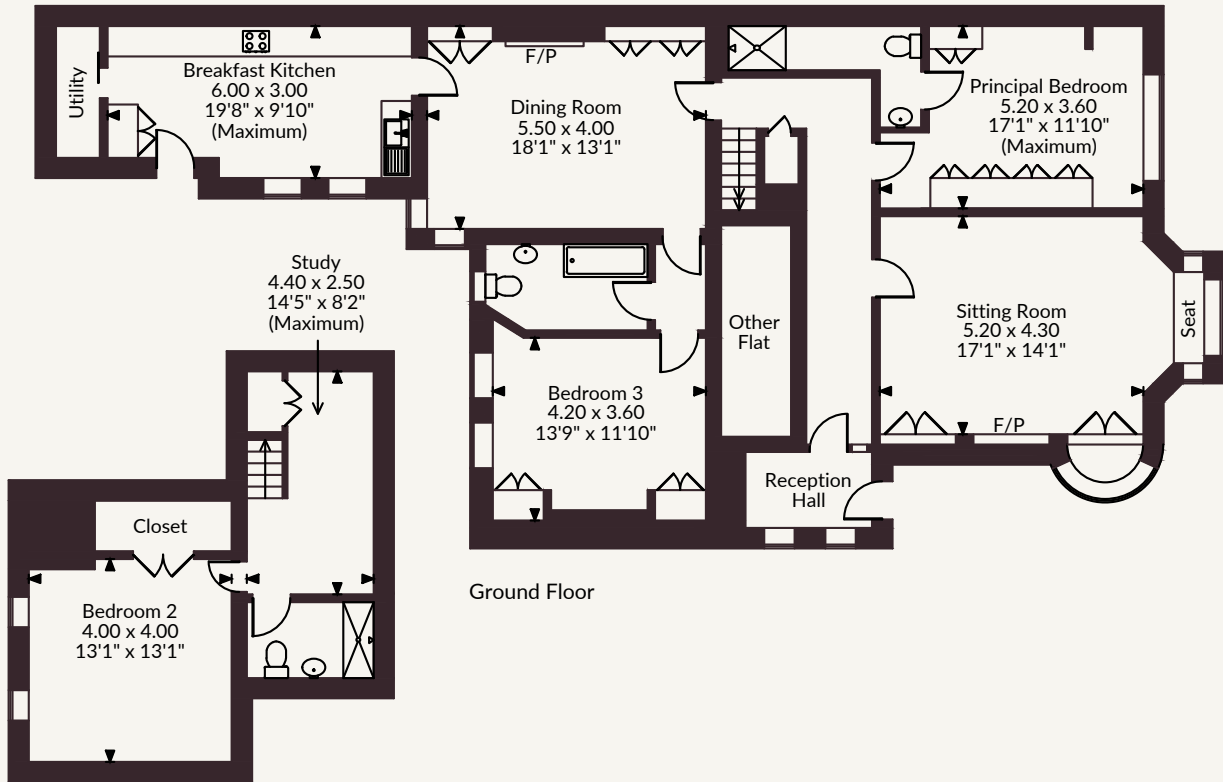 Utility
Breakfast Kitchen
6.00 x 3.00
19'8" x 9'10"
(Maximum)
F/P
Dining Room
5.50 x 4.00
18'1" x 13'1"
Principal Bedroom
5.20 x 3.60
17'1" x 11'10"
(Maximum)
Study
4.40 x 2.50
14'5" x 8'2"
(Maximum)
Other
Flat
Sitting Room
5.20 x 4.30
17'1" x 14'1"
Seat
Bedroom 3
4.20 x 3.60
13'9" x 11'10"
F/P
Reception
Hall
Closet
Ground Floor
Bedroom 2
4.00 x 4.00
13'1" x 13'1"